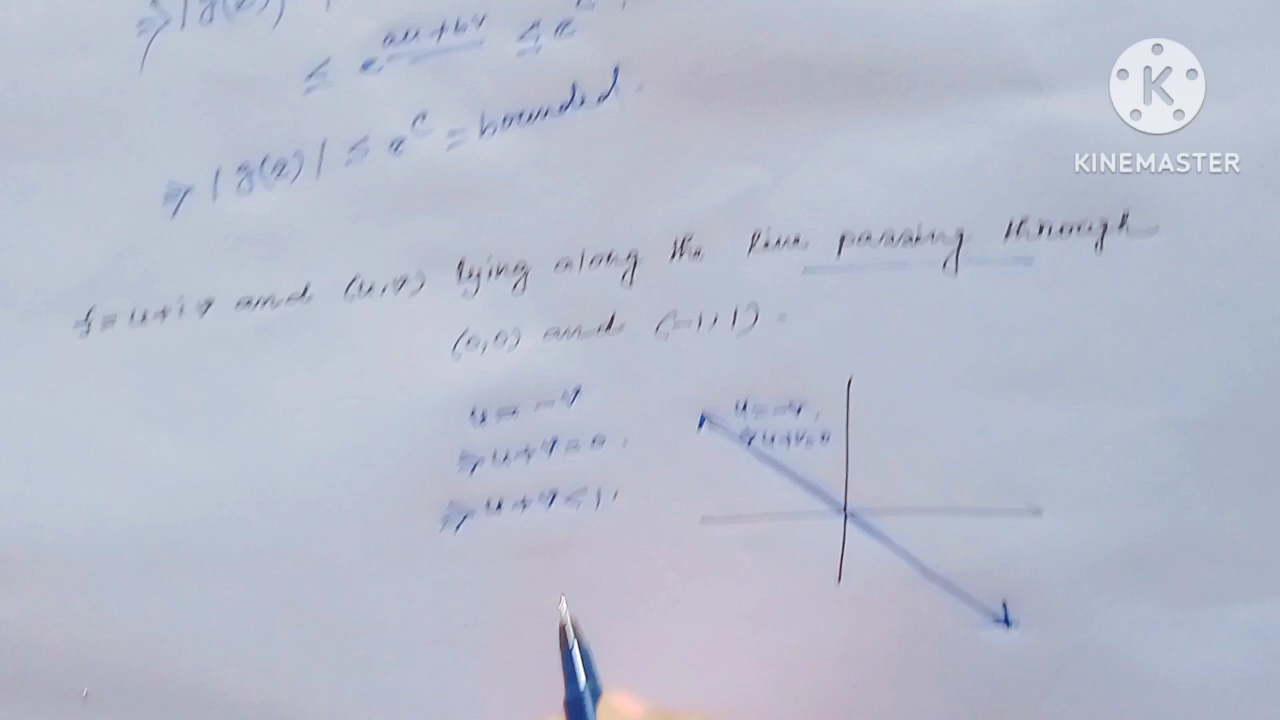 ⇒ |g(z)|
≤ e^{au+bv} ≤ e^c
⇒ |g(z)| ≤ e^c = bounded.
K
KINEMASTER
f=u+iv and (u,v) lying along the line passing through
(0,0) and (-1,1).
u = -v
⇒ u+v=0.
⇒ u+v<1.
u=-v,
⇒u+v=0